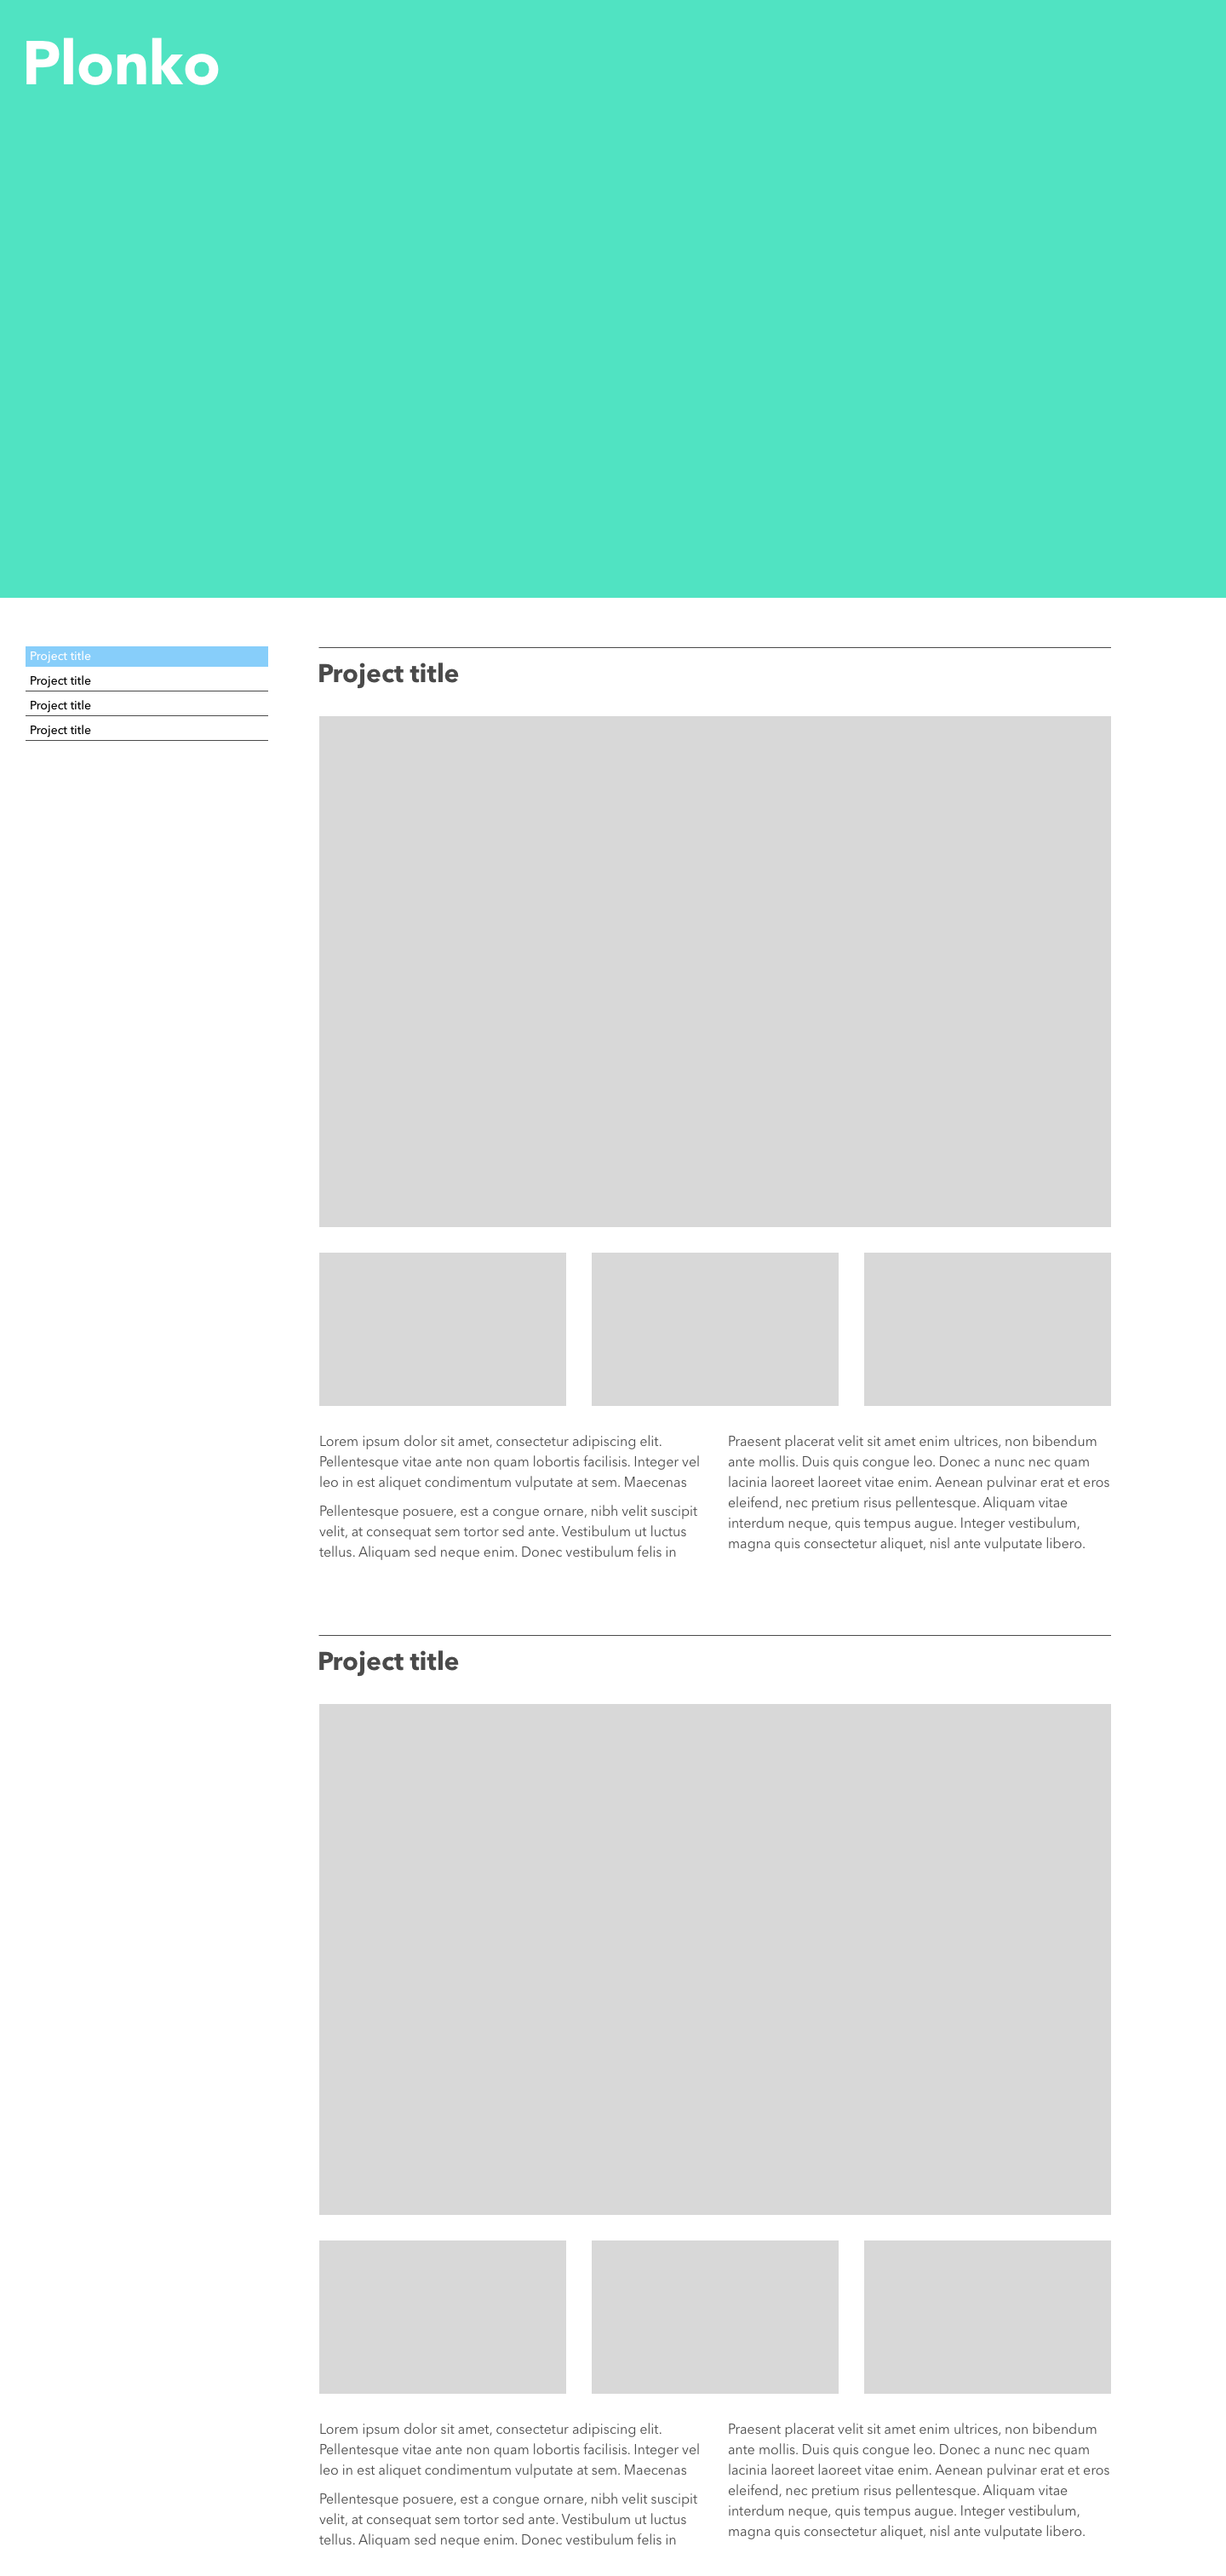 Plonko
Project title
Project title
Project title
Project title
Project title
Lorem ipsum dolor sit amet, consectetur adipiscing elit.
Pellentesque vitae ante non quam lobortis facilisis. Integer vel
leo in est aliquet condimentum vulputate at sem. Maecenas
Pellentesque posuere, est a congue ornare, nibh velit suscipit
velit, at consequat sem tortor sed ante. Vestibulum ut luctus
tellus. Aliquam sed neque enim. Donec vestibulum felis in
Praesent placerat velit sit amet enim ultrices, non bibendum
ante mollis. Duis quis congue leo. Donec a nunc nec quam
lacinia laoreet laoreet vitae enim. Aenean pulvinar erat et eros
eleifend, nec pretium risus pellentesque. Aliquam vitae
interdum neque, quis tempus augue. Integer vestibulum,
magna quis consectetur aliquet, nisl ante vulputate libero.
Project title
Lorem ipsum dolor sit amet, consectetur adipiscing elit.
Pellentesque vitae ante non quam lobortis facilisis. Integer vel
leo in est aliquet condimentum vulputate at sem. Maecenas
Pellentesque posuere, est a congue ornare, nibh velit suscipit
velit, at consequat sem tortor sed ante. Vestibulum ut luctus
tellus. Aliquam sed neque enim. Donec vestibulum felis in
Praesent placerat velit sit amet enim ultrices, non bibendum
ante mollis. Duis quis congue leo. Donec a nunc nec quam
lacinia laoreet laoreet vitae enim. Aenean pulvinar erat et eros
eleifend, nec pretium risus pellentesque. Aliquam vitae
interdum neque, quis tempus augue. Integer vestibulum,
magna quis consectetur aliquet, nisl ante vulputate libero.